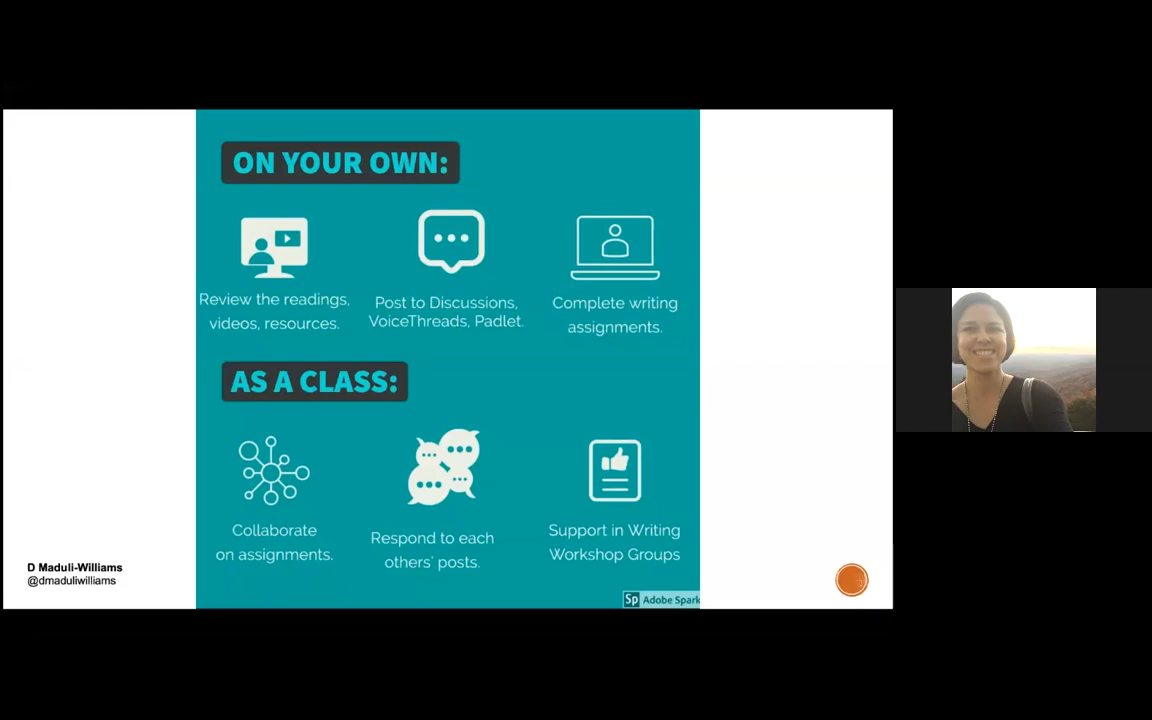 ON YOUR OWN:
Review the readings,
videos, resources.
Post to Discussions,
VoiceThreads, Padlet.
Complete writing
assignments.
AS A CLASS:
Collaborate
on assignments.
Respond to each
others' posts.
Support in Writing
Workshop Groups
D Maduli-Williams
@dmaduliwilliams
Sp Adobe Spark